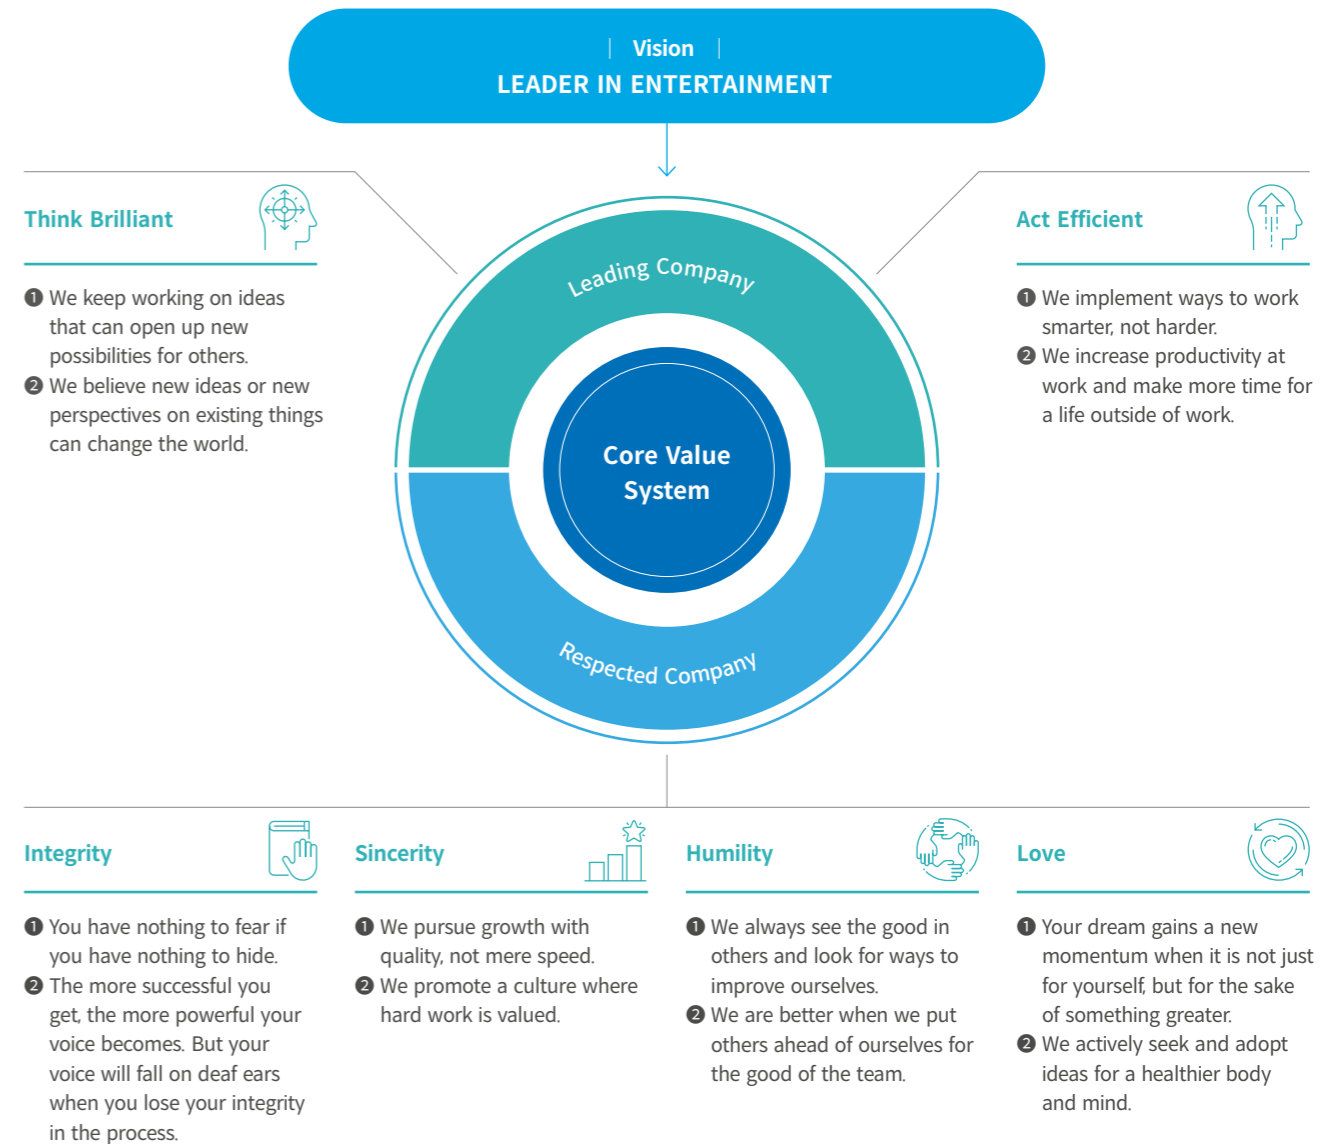 Vision
LEADER IN ENTERTAINMENT
Think Brilliant
❶ We keep working on ideas
that can open up new
possibilities for others.
❷ We believe new ideas or new
perspectives on existing things
can change the world.
Act Efficient
❶ We implement ways to work
smarter, not harder.
❷ We increase productivity at
work and make more time for
a life outside of work.
Leading Company
Core Value
System
Respected Company
Integrity
❶ You have nothing to fear if
you have nothing to hide.
❷ The more successful you
get, the more powerful your
voice becomes. But your
voice will fall on deaf ears
when you lose your integrity
in the process.
Sincerity
❶ We pursue growth with
quality, not mere speed.
❷ We promote a culture where
hard work is valued.
Humility
❶ We always see the good in
others and look for ways to
improve ourselves.
❷ We are better when we put
others ahead of ourselves for
the good of the team.
Love
❶ Your dream gains a new
momentum when it is not just
for yourself, but for the sake
of something greater.
❷ We actively seek and adopt
ideas for a healthier body
and mind.